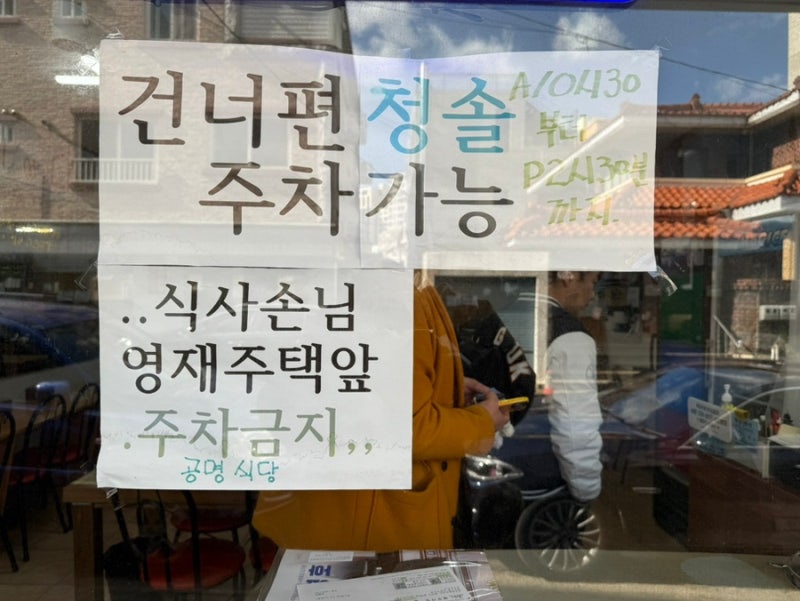 건너편 청솔
주차가능
A/10시30
부터
P2시30분
까지.
..식사손님
영재주택앞
.주차금지,,
공명 식당